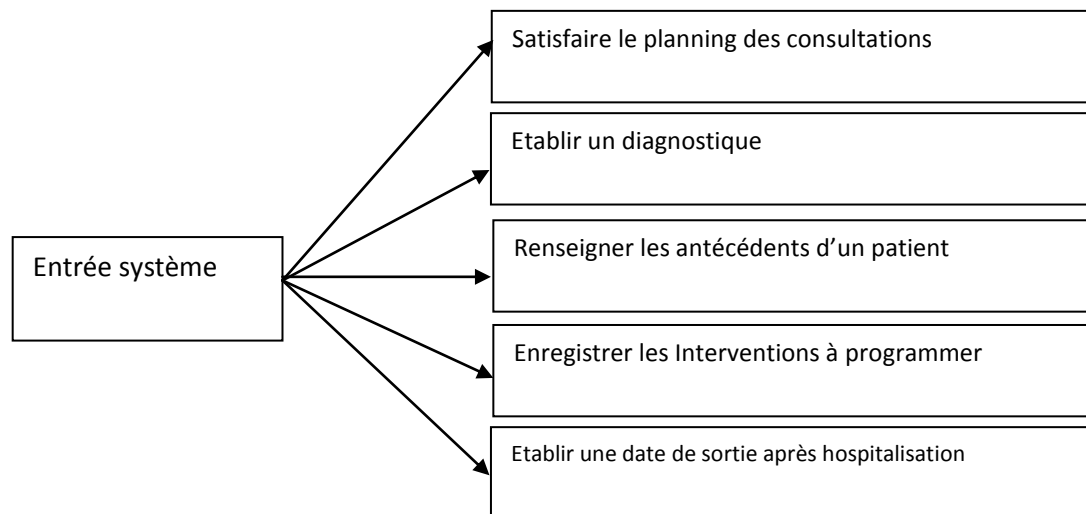 Satisfaire le planning des consultations
Etablir un diagnostique
Entrée système
Renseigner les antécédents d’un patient
Enregistrer les Interventions à programmer
Etablir une date de sortie après hospitalisation